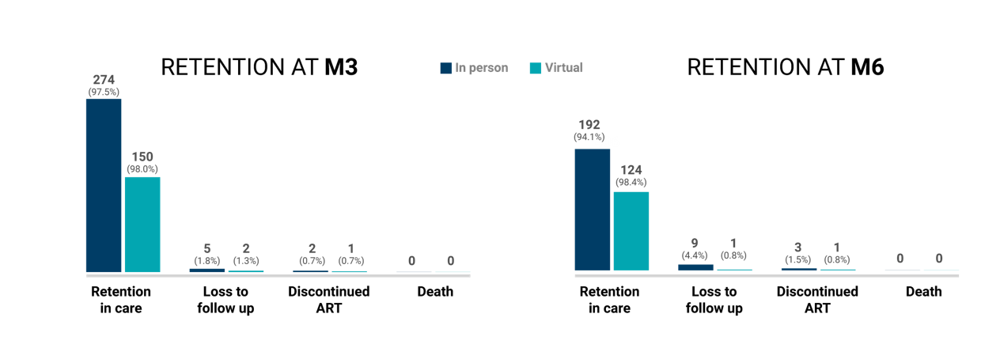 RETENTION AT M3
In person
Virtual
RETENTION AT M6
274
(97.5%)
150
(98.0%)
5
(1.8%)
2
(1.3%)
2
(0.7%)
1
(0.7%)
0
0
Retention
in care
Loss to
follow up
Discontinued
ART
Death
192
(94.1%)
124
(98.4%)
9
(4.4%)
1
(0.8%)
3
(1.5%)
1
(0.8%)
0
0
Retention
in care
Loss to
follow up
Discontinued
ART
Death